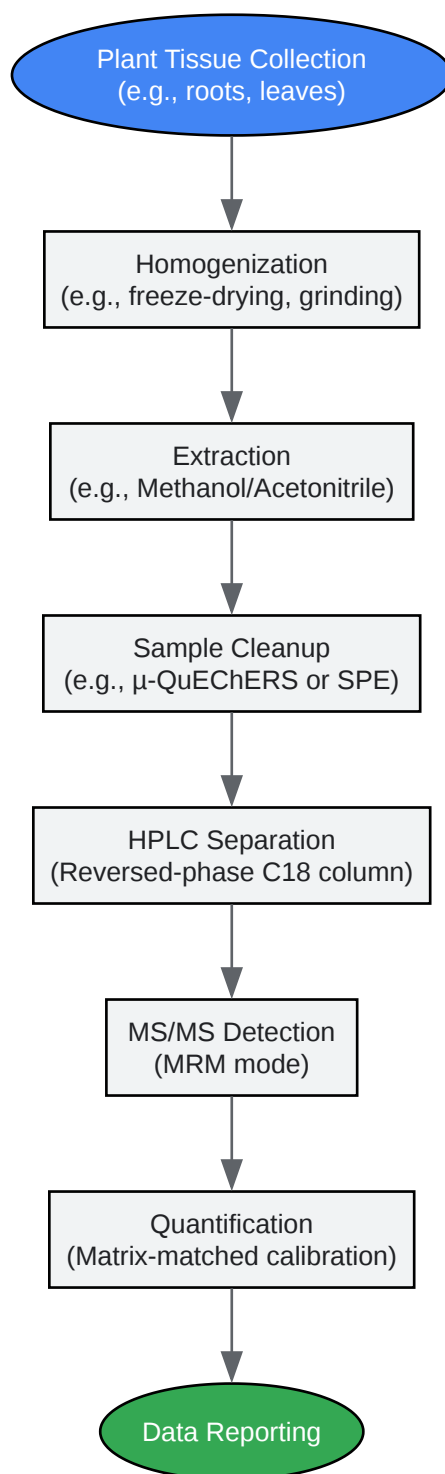 Plant Tissue Collection
(e.g., roots, leaves)
Homogenization
(e.g., freeze-drying, grinding)
Extraction
(e.g., Methanol/Acetonitrile)
Sample Cleanup
(e.g., µ-QuEChERS or SPE)
HPLC Separation
(Reversed-phase C18 column)
MS/MS Detection
(MRM mode)
Quantification
(Matrix-matched calibration)
Data Reporting